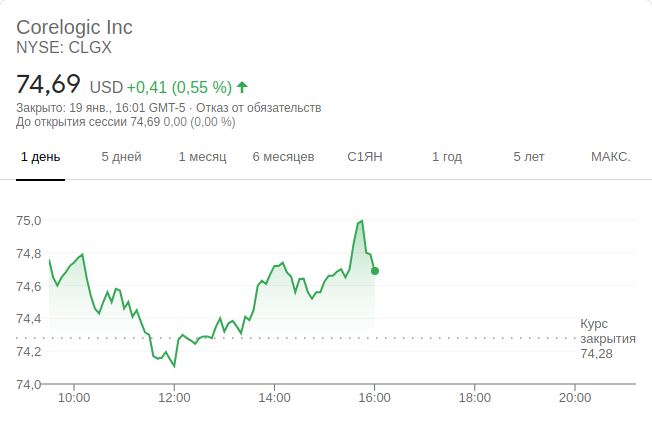 Corelogic Inc
NYSE: CLGX
74,69 USD +0,41 (0,55 %)
Закрыто: 19 янв., 16:01 GMT-5 · Отказ от обязательств
До открытия сессии 74,69 0,00 (0,00 %)
1 день 5 дней 1 месяц 6 месяцев С1ЯН 1 год 5 лет МАКС.
75,0
74,8
74,6
74,4
74,2
74,0
Курс
закрытия
74,28
10:00 12:00 14:00 16:00 18:00 20:00